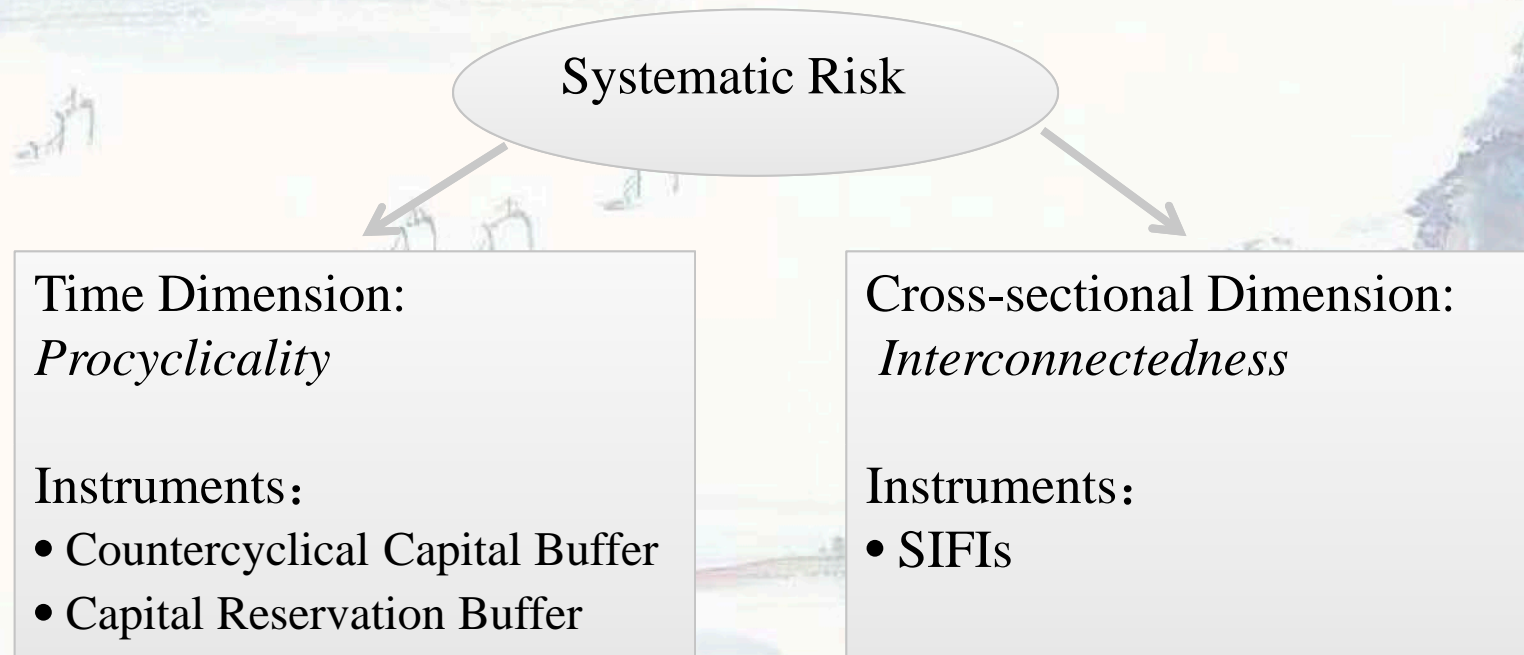 Systematic Risk
Time Dimension:
Procyclicality
Instruments：
• Countercyclical Capital Buffer
• Capital Reservation Buffer
Cross-sectional Dimension:
Interconnectedness
Instruments：
• SIFIs